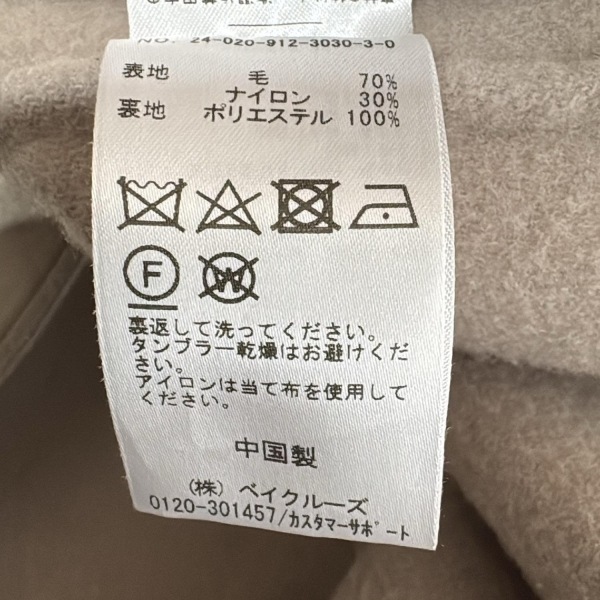 NO. 24-020-912-3030-3-0
表地 毛 70%
ナイロン 30%
裏地 ポリエステル 100%
F W
裏返して洗ってください。
タンブラー乾燥はお避けくだ
さい。
アイロンは当て布を使用して
ください。
中国製
(株) ベイクルーズ
0120-301457/カスタマーサポート